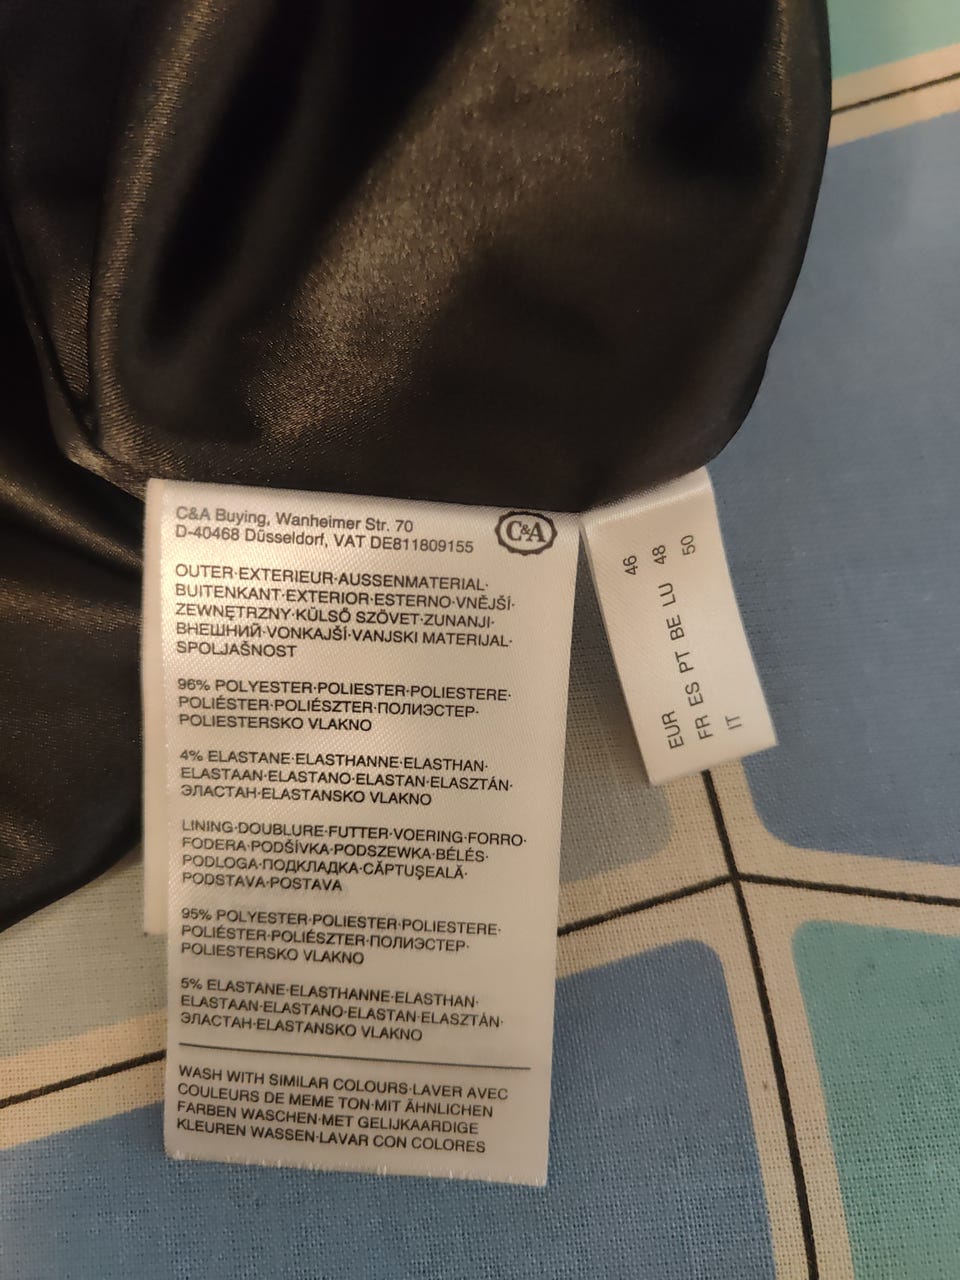 C&A Buying, Wanheimer Str. 70
D-40468 Düsseldorf, VAT DE811809155
C&A
OUTER·EXTERIEUR·AUSSENMATERIAL·
BUITENKANT·EXTERIOR·ESTERNO·VNĚJŠÍ·
ZEWNĘTRZNY·KÜLSŐ SZÖVET·ZUNANJI·
ВНЕШНИЙ·VONKAJŠÍ·VANJSKI MATERIJAL·
SPOLJAŠNOST
96% POLYESTER·POLIESTER·POLIESTERE·
POLIÉSTER·POLIÉSZTER·ПОЛИЭСТЕР·
POLIESTERSKO VLAKNO
4% ELASTANE·ELASTHANNE·ELASTHAN·
ELASTAAN·ELASTANO·ELASTAN·ELASZTÁN·
ЭЛАСТАН·ELASTANSKO VLAKNO
LINING·DOUBLURE·FUTTER·VOERING·FORRO·
FODERA·PODŠÍVKA·PODSZEWKA·BÉLÉS·
PODLOGA·ПОДКЛАДКА·CĂPTUŞEALĂ·
PODSTAVA·POSTAVA
95% POLYESTER·POLIESTER·POLIESTERE·
POLIÉSTER·POLIÉSZTER·ПОЛИЭСТЕР·
POLIESTERSKO VLAKNO
5% ELASTANE·ELASTHANNE·ELASTHAN·
ELASTAAN·ELASTANO·ELASTAN·ELASZTÁN·
ЭЛАСТАН·ELASTANSKO VLAKNO
WASH WITH SIMILAR COLOURS·LAVER AVEC
COULEURS DE MEME TON·MIT ÄHNLICHEN
FARBEN WASCHEN·MET GELIJKAARDIGE
KLEUREN WASSEN·LAVAR CON COLORES
EUR 46
FR ES PT BE LU 48
IT 50